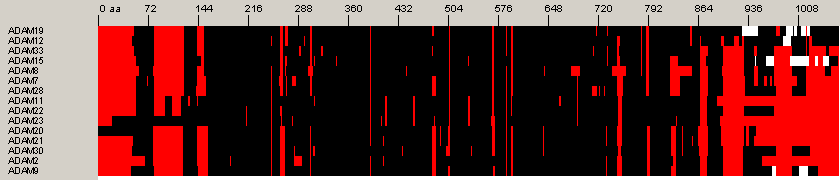 0 aa 72 144 216 288 360 432 504 576 648 720 792 864 936 1008
ADAM19
ADAM12
ADAM33
ADAM15
ADAM8
ADAM7
ADAM28
ADAM11
ADAM22
ADAM23
ADAM20
ADAM21
ADAM30
ADAM2
ADAM9